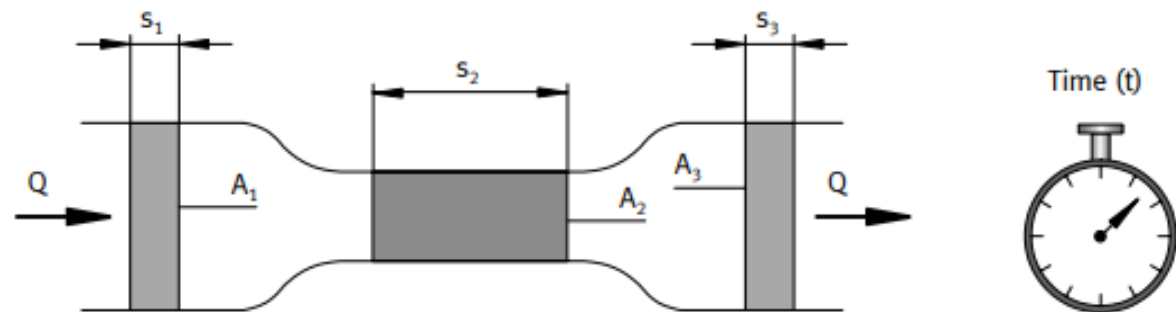 s₁
s₃
s₂
Time (t)
Q
A₁
A₂
A₃
Q